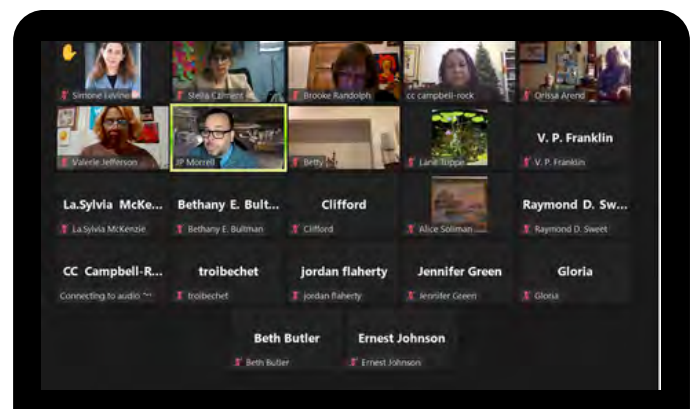 Simone Levine
Stella Cziment
Brooke Randolph
cc campbell-rock
Orissa Arend
Valerie Jefferson
JP Morrell
Betty
V. P. Franklin
V. P. Franklin
La.Sylvia McKe...
La.Sylvia McKenzie
Bethany E. Bult...
Bethany E. Bultman
Clifford
Clifford
Alice Soliman
Raymond D. Sw...
Raymond D. Sweet
CC Campbell-R...
Connecting to audio
troibechet
troibechet
jordan flaherty
jordan flaherty
Jennifer Green
Jennifer Green
Gloria
Gloria
Beth Butler
Beth Butler
Ernest Johnson
Ernest Johnson